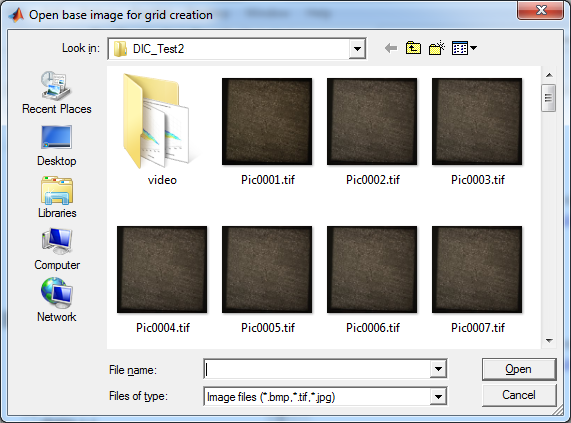 Open base image for grid creation
Look in: DIC_Test2
Recent Places
Desktop
Libraries
Computer
Network
video
Pic0001.tif
Pic0002.tif
Pic0003.tif
Pic0004.tif
Pic0005.tif
Pic0006.tif
Pic0007.tif
File name:
Open
Files of type: Image files (*.bmp,*.tif,*.jpg)
Cancel